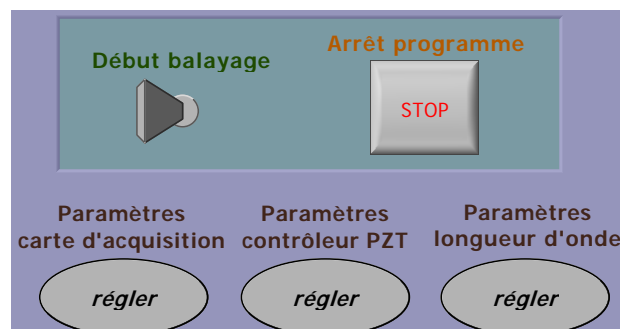 Début balayage
Arrêt programme
STOP
Paramètres
carte d'acquisition
Paramètres
contrôleur PZT
Paramètres
longueur d'onde
régler
régler
régler